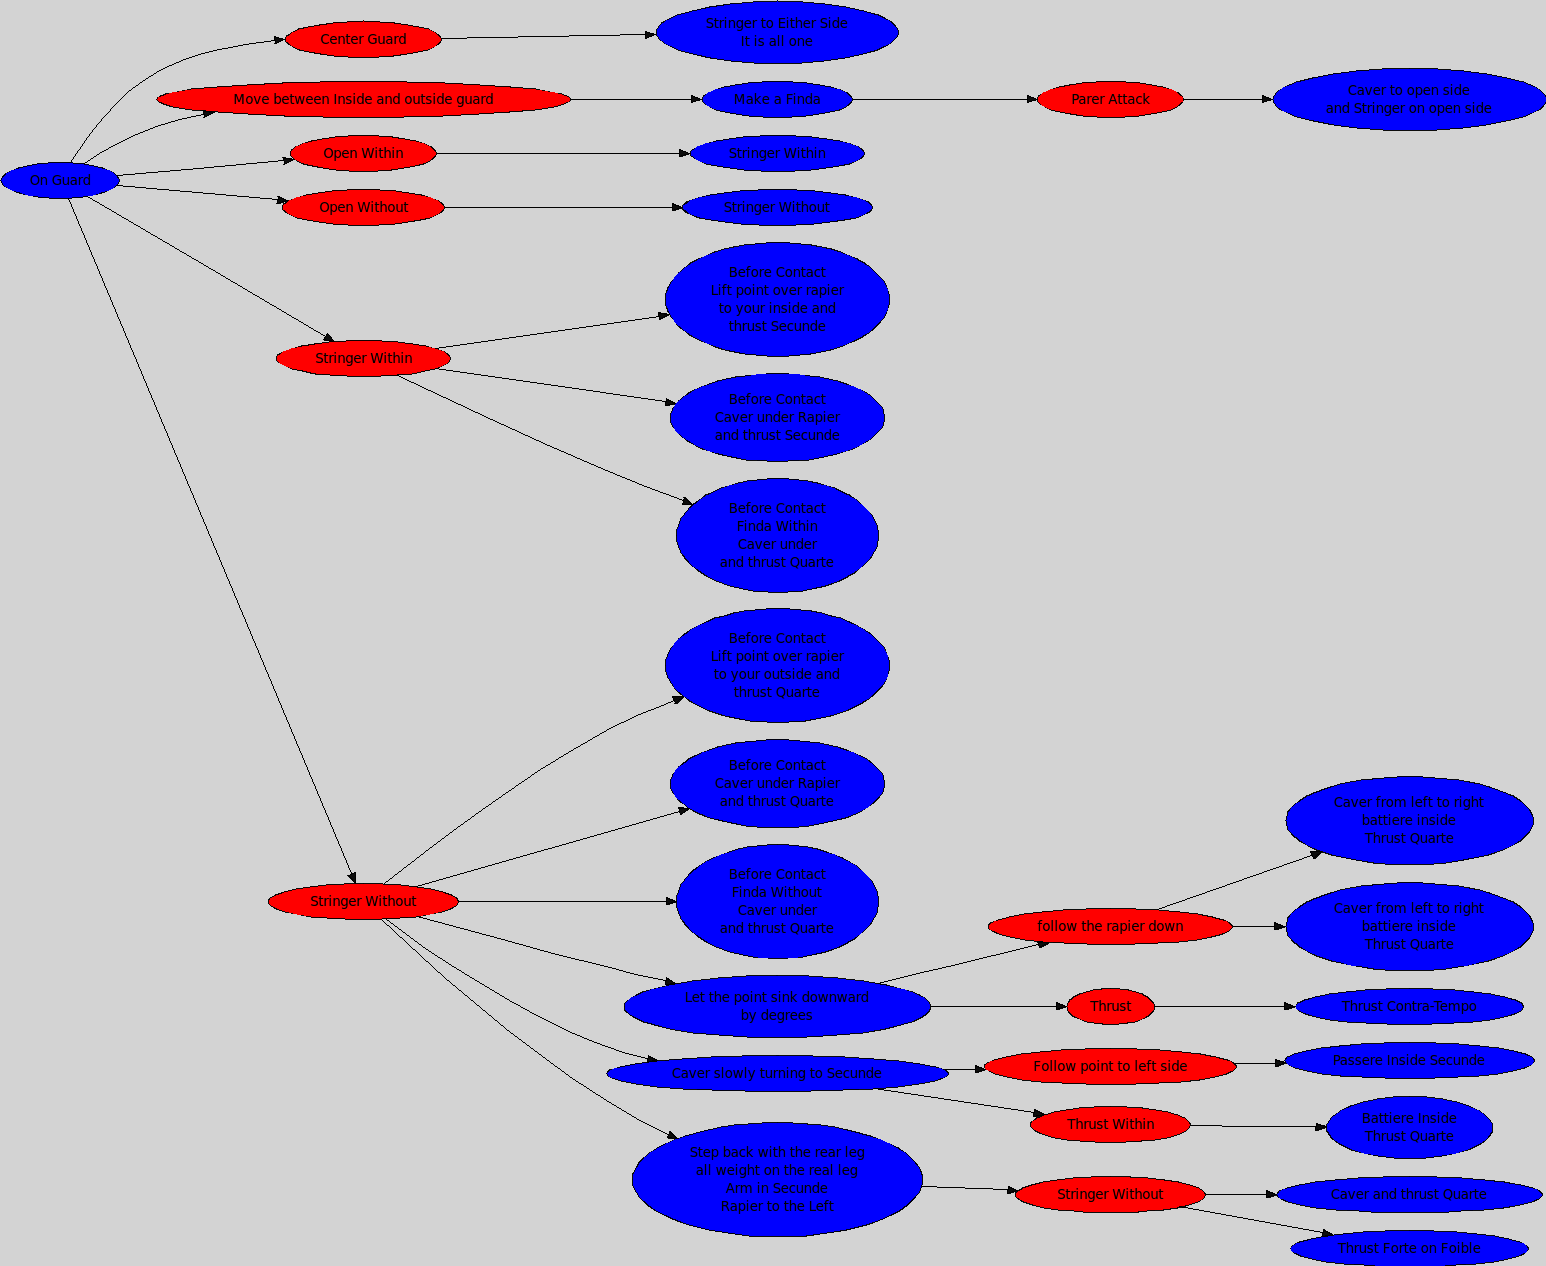 Center Guard
Stringer to Either Side
It is all one
Move between Inside and outside guard
Make a Finda
Parer Attack
Caver to open side
and Stringer on open side
Open Within
Stringer Within
On Guard
Open Without
Stringer Without
Before Contact
Lift point over rapier
to your inside and
thrust Secunde
Stringer Within
Before Contact
Caver under Rapier
and thrust Secunde
Before Contact
Finda Within
Caver under
and thrust Quarte
Before Contact
Lift point over rapier
to your outside and
thrust Quarte
Before Contact
Caver under Rapier
and thrust Quarte
Caver from left to right
battiere inside
Thrust Quarte
Stringer Without
Before Contact
Finda Without
Caver under
and thrust Quarte
follow the rapier down
Caver from left to right
battiere inside
Thrust Quarte
Let the point sink downward
by degrees
Thrust
Thrust Contra-Tempo
Caver slowly turning to Secunde
Follow point to left side
Passere Inside Secunde
Thrust Within
Battiere Inside
Thrust Quarte
Step back with the rear leg
all weight on the real leg
Arm in Secunde
Rapier to the Left
Stringer Without
Caver and thrust Quarte
Thrust Forte on Foible